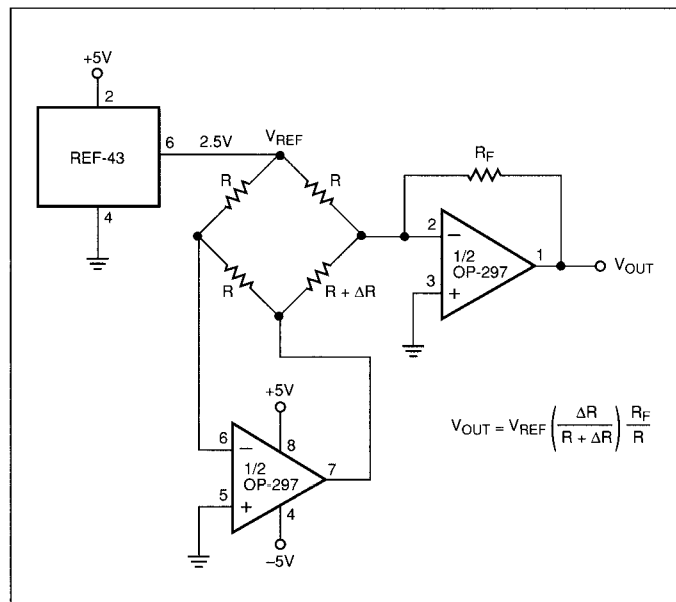 +5V
2
REF-43
6
2.5V
4
V_REF
R
R
R
R + ΔR
R_F
2
−
1/2
OP-297
3
+
1
V_OUT
+5V
8
6
−
1/2
OP-297
5
+
7
4
−5V
V_OUT = V_REF (ΔR / (R + ΔR)) R_F / R